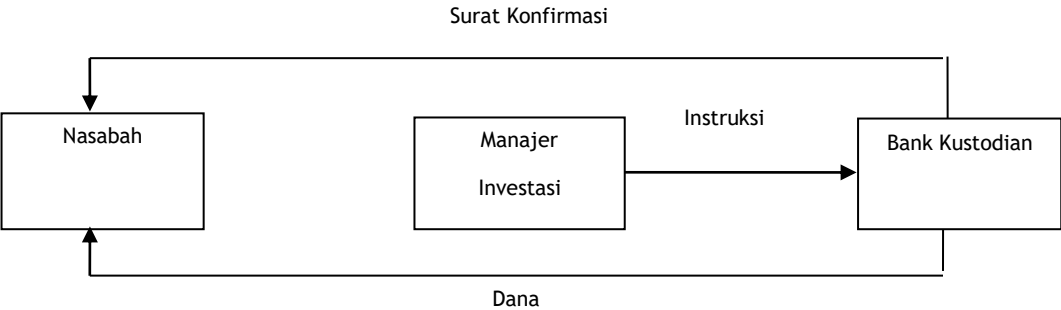 Surat Konfirmasi
Instruksi
Nasabah
Manajer
Investasi
Bank Kustodian
Dana